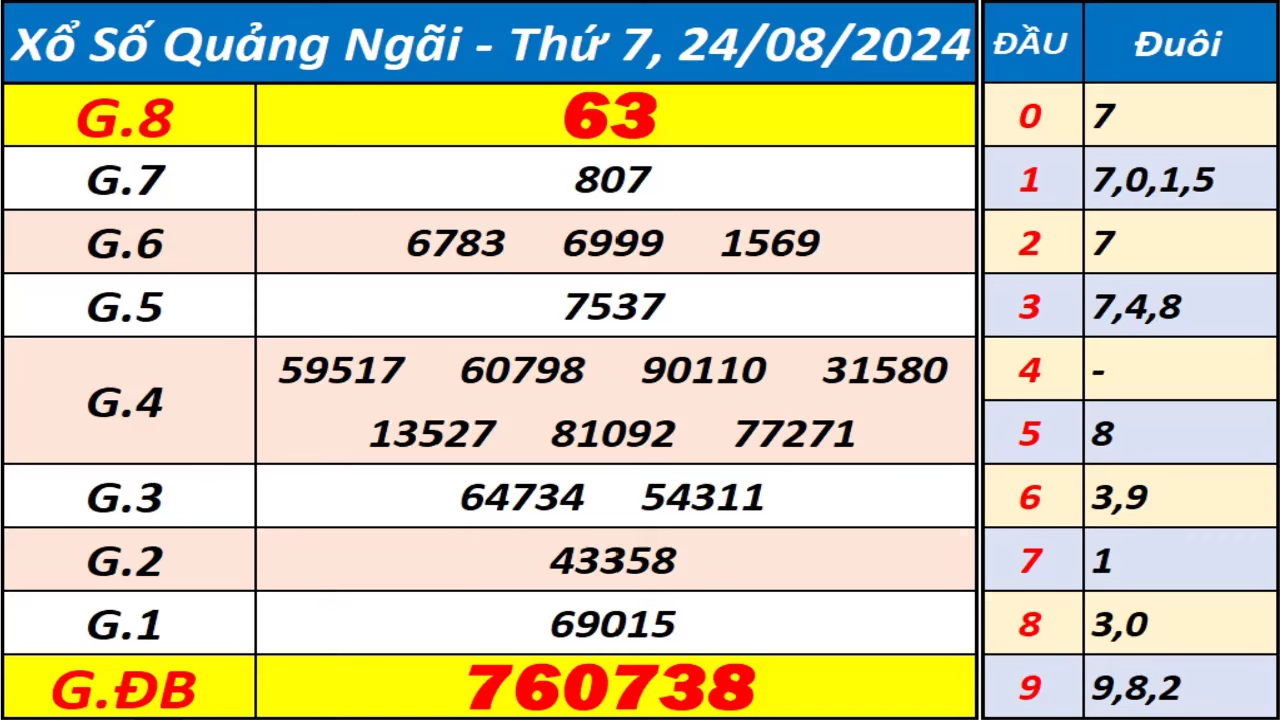 Xổ Số Quảng Ngãi - Thứ 7, 24/08/2024
G.8 63
G.7 807
G.6 6783 6999 1569
G.5 7537
G.4 59517 60798 90110 31580
13527 81092 77271
G.3 64734 54311
G.2 43358
G.1 69015
G.ĐB 760738
ĐẦU Đuôi
0 7
1 7,0,1,5
2 7
3 7,4,8
4 -
5 8
6 3,9
7 1
8 3,0
9 9,8,2